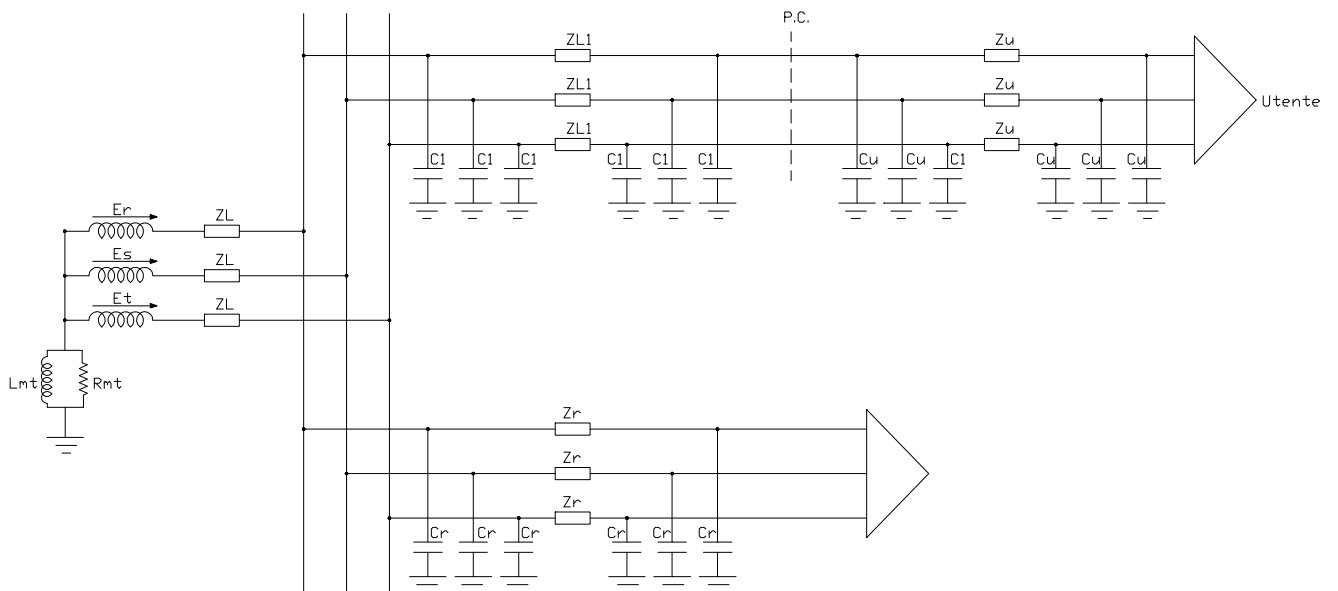 P.C.
ZL1 Zu
ZL1 Zu
Utente
ZL1 Zu
C1 C1 C1 C1 C1 C1 Cu Cu C1 Cu Cu Cu
Er ZL
Es ZL
Et ZL
Lmt Rmt
Zr
Zr
Zr
Cr Cr Cr Cr Cr Cr